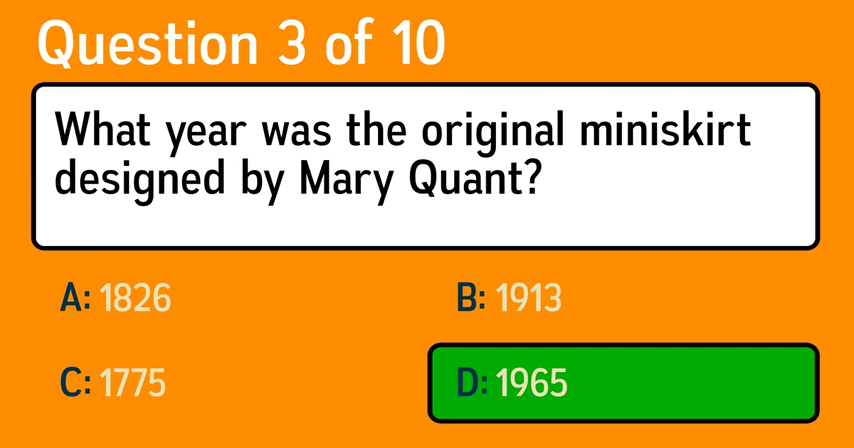 Question 3 of 10
What year was the original miniskirt
designed by Mary Quant?
A: 1826
B: 1913
C: 1775
D: 1965